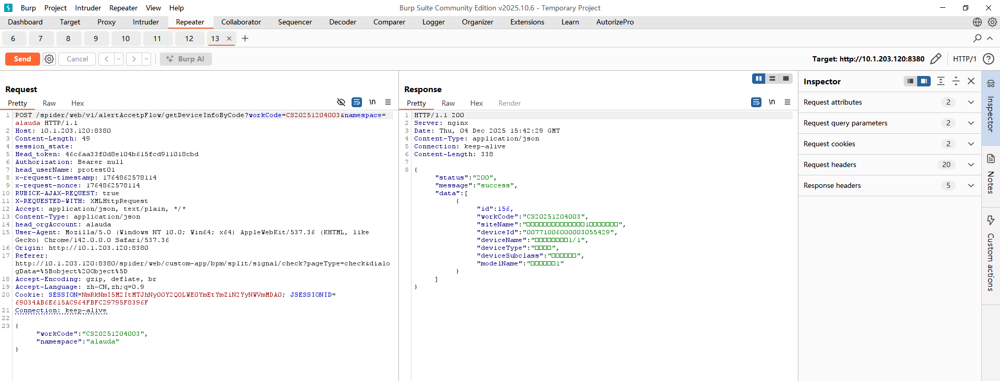 Burp Project Intruder Repeater View Help Burp Suite Community Edition v2025.10.6 - Temporary Project
Dashboard Target Proxy Intruder Repeater Collaborator Sequencer Decoder Comparer Logger Organizer Extensions Learn AutorizePro
6 7 8 9 10 11 12 13 × +
Send Cancel < > Burp AI Target: http://10.1.203.120:8380 HTTP/1 ?
Request
Pretty Raw Hex \n
1 POST /spider/web/v1/alertAccetpFlow/getDeviceInfoByCode?workCode=CS20251204003&namespace=
alauda HTTP/1.1
2 Host: 10.1.203.120:8380
3 Content-Length: 49
4 session_state:
5 Head_token: 46c6aa33f0d8e104b615fcd911018cbd
6 Authorization: Bearer null
7 head_userName: protest01
8 x-request-timestamp: 1764862578114
9 x-request-nonce: 1764862578114
10 RUBICK-AJAX-REQUEST: true
11 X-REQUESTED-WITH: XMLHttpRequest
12 Accept: application/json, text/plain, */*
13 Content-Type: application/json
14 head_orgAccount: alauda
15 User-Agent: Mozilla/5.0 (Windows NT 10.0; Win64; x64) AppleWebKit/537.36 (KHTML, like
Gecko) Chrome/142.0.0.0 Safari/537.36
16 Origin: http://10.1.203.120:8380
17 Referer:
http://10.1.203.120:8380/spider/web/custom-app/bpm/split/signal/check?pageType=check&dialo
gData=%5Bobject%20Object%5D
18 Accept-Encoding: gzip, deflate, br
19 Accept-Language: zh-CN,zh;q=0.9
20 Cookie: SESSION=NmRkNmI5M2ItMTJhNy00Y2Q0LWE0YmEtYmZiN2YyNWVmMDA0; JSESSIONID=
69034AB6E615AC964FBFC29795F8396F
21 Connection: keep-alive
22
23 {
"workCode":"CS20251204003",
"namespace":"alauda"
}
Response
Pretty Raw Hex Render \n
1 HTTP/1.1 200
2 Server: nginx
3 Date: Thu, 04 Dec 2025 15:42:29 GMT
4 Content-Type: application/json
5 Connection: keep-alive
6 Content-Length: 338
7
8 {
"status":"200",
"message":"success",
"data":[
{
"id":156,
"workCode":"CS20251204003",
"siteName":"□□□□□□□□□□□□□□1□□□□□□□",
"deviceId":"00771006000003055429",
"deviceName":"□□□□□□□□1/1",
"deviceType":"□□□□",
"deviceSubclass":"□□□□□□",
"modelName":"□□□□□□1"
}
]
}
Inspector
Request attributes 2
Request query parameters 2
Request cookies 2
Request headers 20
Response headers 5
Inspector
Notes
Custom actions